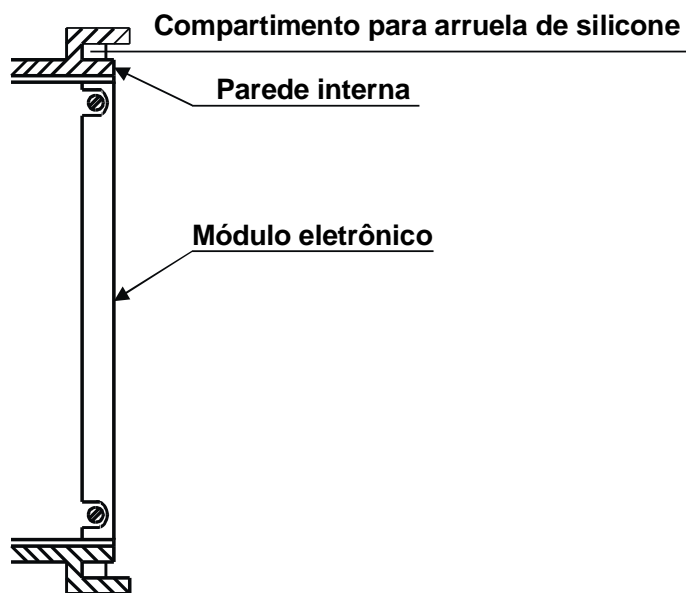 Compartimento para arruela de silicone
Parede interna
Módulo eletrônico